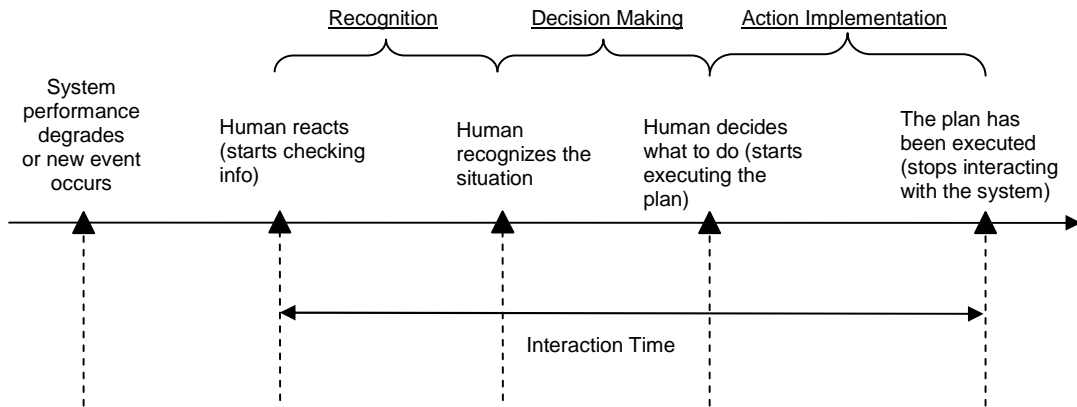 Recognition
Decision Making
Action Implementation
System
performance
degrades
or new event
occurs
Human reacts
(starts checking
info)
Human
recognizes the
situation
Human decides
what to do (starts
executing the
plan)
The plan has
been executed
(stops interacting
with the system)
Interaction Time